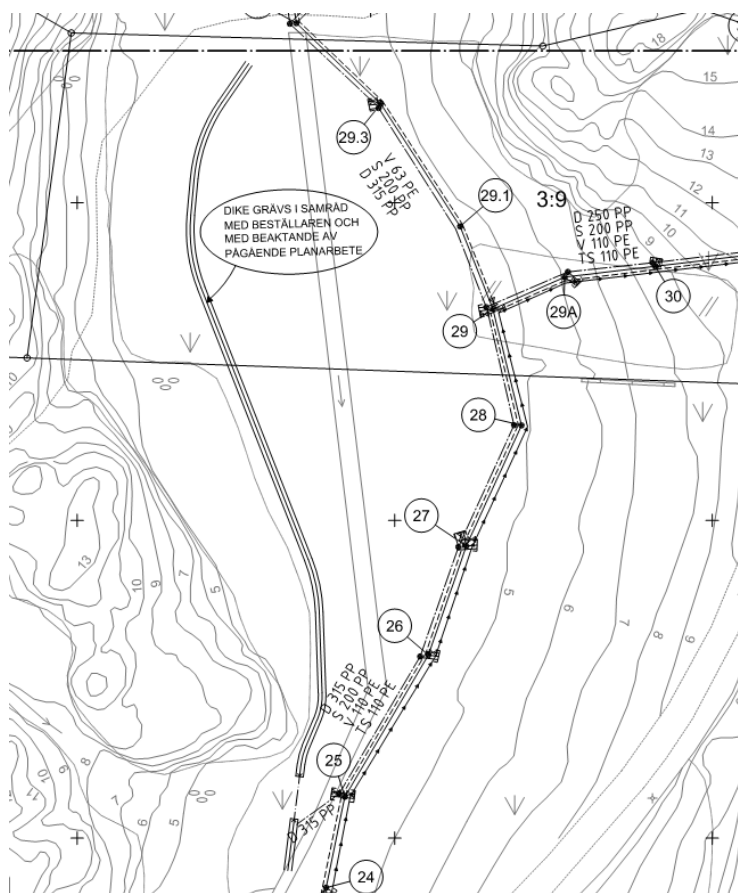 18
15
14
13
12
11
10
9
29.3
V 63 PE
S 200 PP
D 315 PP
29.1
3:9
D 250 PP
S 200 PP
V 110 PE
TS 110 PE
DIKE GRÄVS I SAMRÅD
MED BESTÄLLAREN OCH
MED BEAKTANDE AV
PÅGÅENDE PLANARBETE
29
29A
30
28
27
13
10
9
7
5
5
6
7
8
9
26
D 315 PP
S 200 PP
V 110 PE
TS 110 PE
25
D 315 PP
11
10
9
8
7
6
5
24